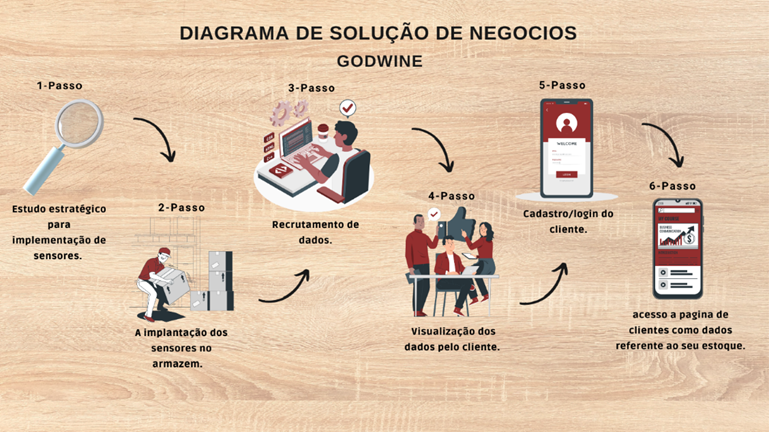 DIAGRAMA DE SOLUÇÃO DE NEGOCIOS
GODWINE
1-Passo
Estudo estratégico
para
implementação de
sensores.
2-Passo
A implantação dos
sensores no
armazem.
3-Passo
Recrutamento de
dados.
4-Passo
Visualização dos
dados pelo cliente.
5-Passo
WELCOME
Cadastro/login do
cliente.
6-Passo
acesso a pagina de
clientes como dados
referente ao seu estoque.